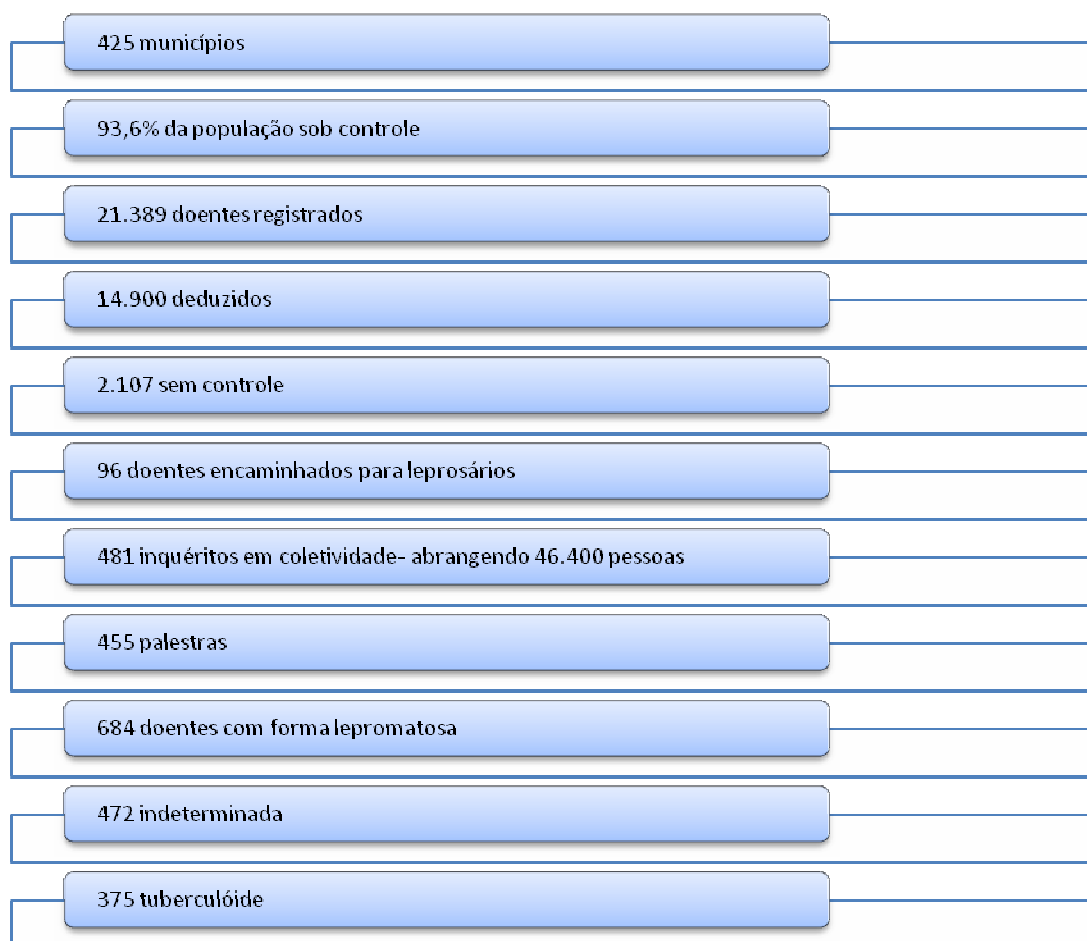 425 municípios
93,6% da população sob controle
21.389 doentes registrados
14.900 deduzidos
2.107 sem controle
96 doentes encaminhados para leprosários
481 inquéritos em coletividade- abrangendo 46.400 pessoas
455 palestras
684 doentes com forma lepromatosa
472 indeterminada
375 tuberculóide